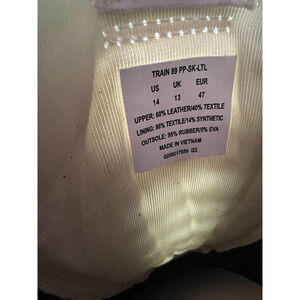 TRAIN 89 PP-SK-LTL
US UK EUR
14 13 47
UPPER: 60% LEATHER/40% TEXTILE
LINING: 86% TEXTILE/14% SYNTHETIC
OUTSOLE: 95% RUBBER/5% EVA
MADE IN VIETNAM